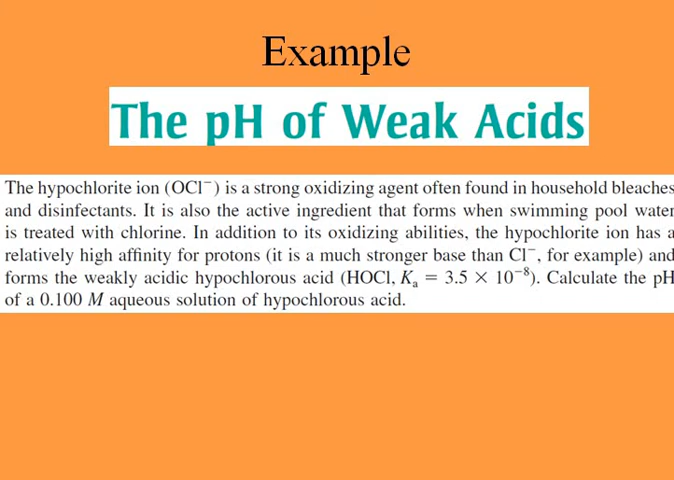 Example
The pH of Weak Acids
The hypochlorite ion (OCl⁻) is a strong oxidizing agent often found in household bleaches
and disinfectants. It is also the active ingredient that forms when swimming pool water
is treated with chlorine. In addition to its oxidizing abilities, the hypochlorite ion has a
relatively high affinity for protons (it is a much stronger base than Cl⁻, for example) and
forms the weakly acidic hypochlorous acid (HOCl, Kₐ = 3.5 × 10⁻⁸). Calculate the pH
of a 0.100 M aqueous solution of hypochlorous acid.